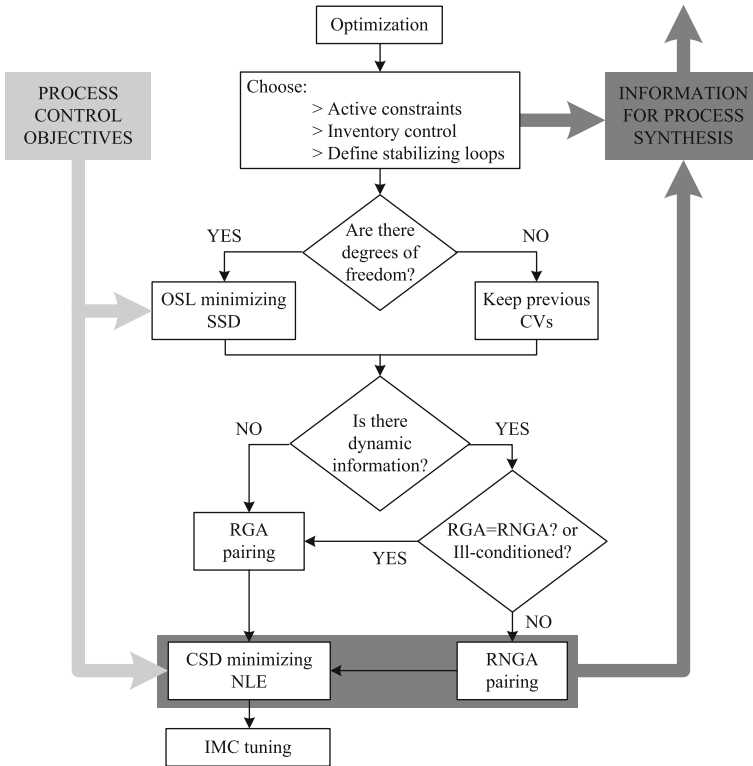 Optimization
PROCESS
CONTROL
OBJECTIVES
Choose:
> Active constraints
> Inventory control
> Define stabilizing loops
INFORMATION
FOR PROCESS
SYNTHESIS
Are there
degrees of
freedom?
YES
NO
OSL minimizing
SSD
Keep previous
CVs
Is there
dynamic
information?
NO
YES
RGA
pairing
RGA=RNGA? or
Ill-conditioned?
YES
NO
CSD minimizing
NLE
RNGA
pairing
IMC tuning